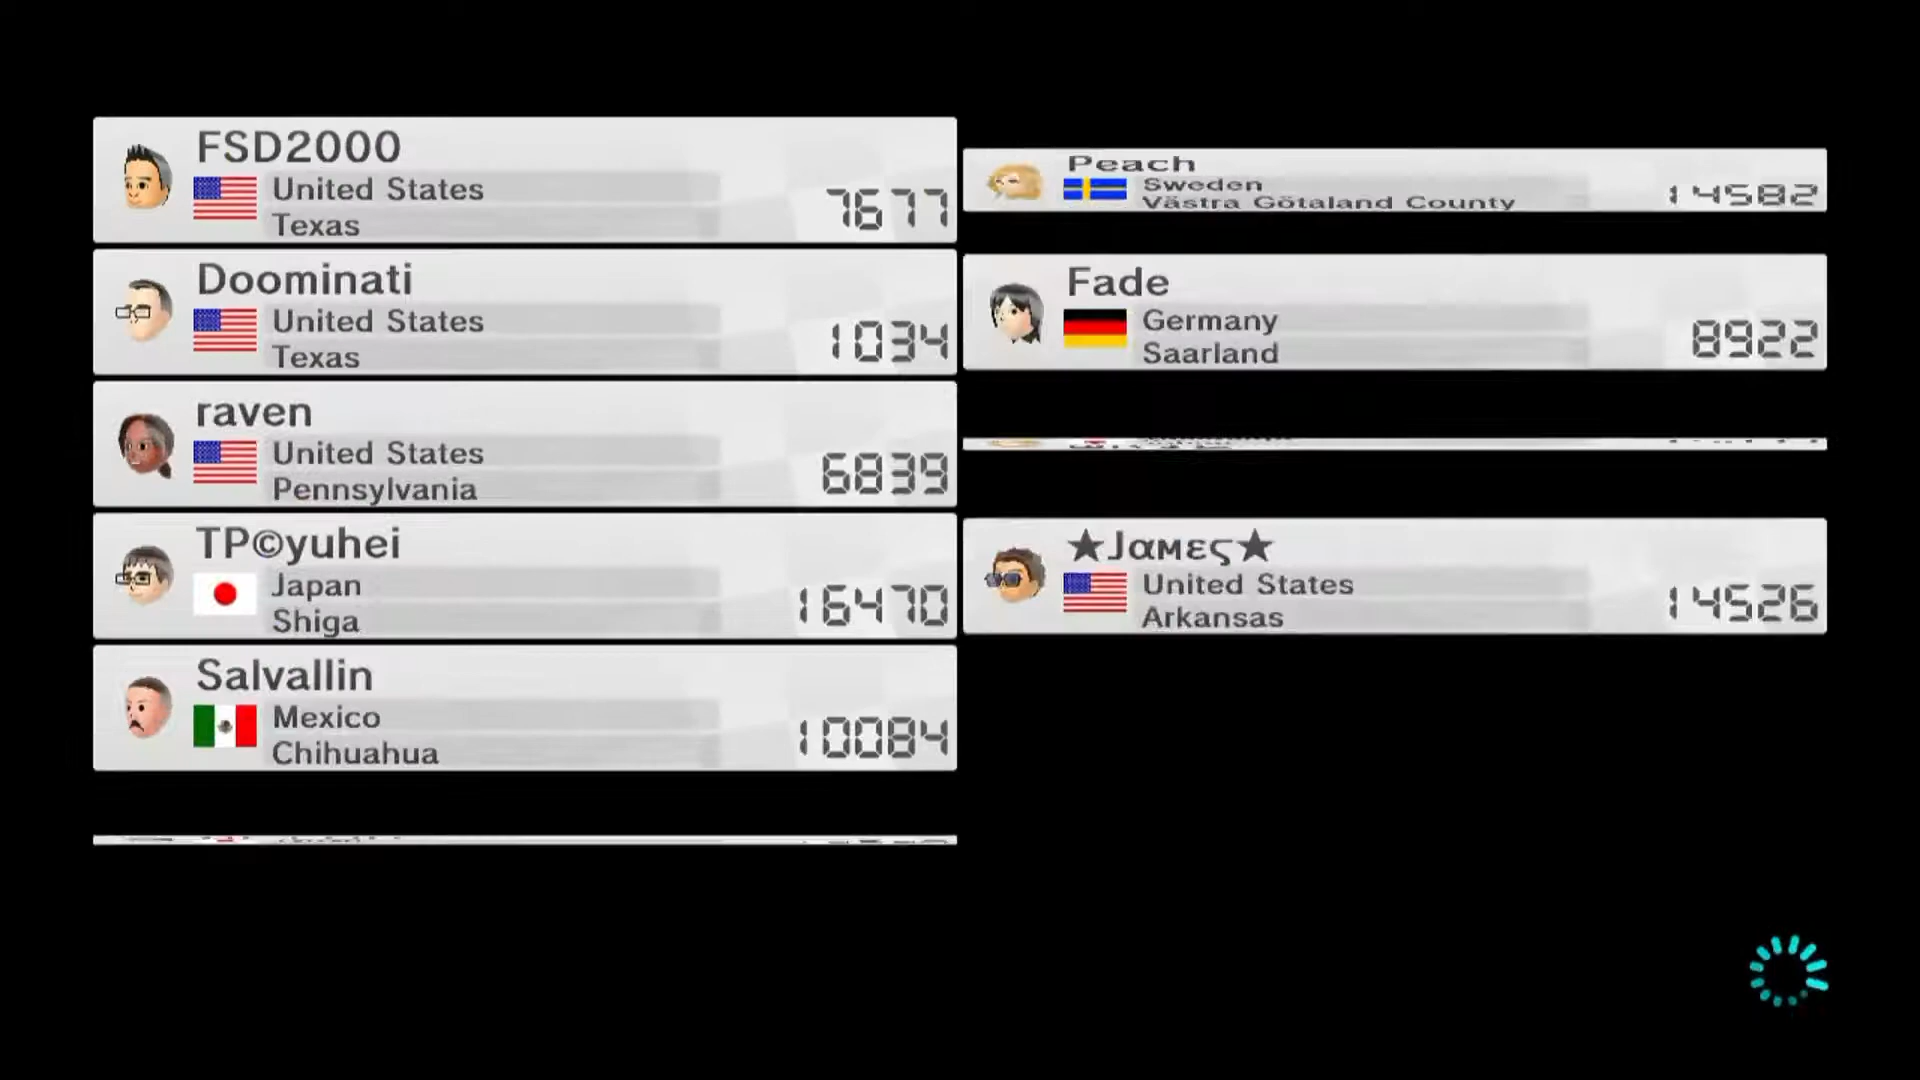 FSD2000
United States
Texas
7677
Doominati
United States
Texas
1034
raven
United States
Pennsylvania
6839
TP©yuhei
Japan
Shiga
16470
Salvallin
Mexico
Chihuahua
10084
Peach
Sweden
Västra Götaland County
14582
Fade
Germany
Saarland
8922
★Jαмες★
United States
Arkansas
14526